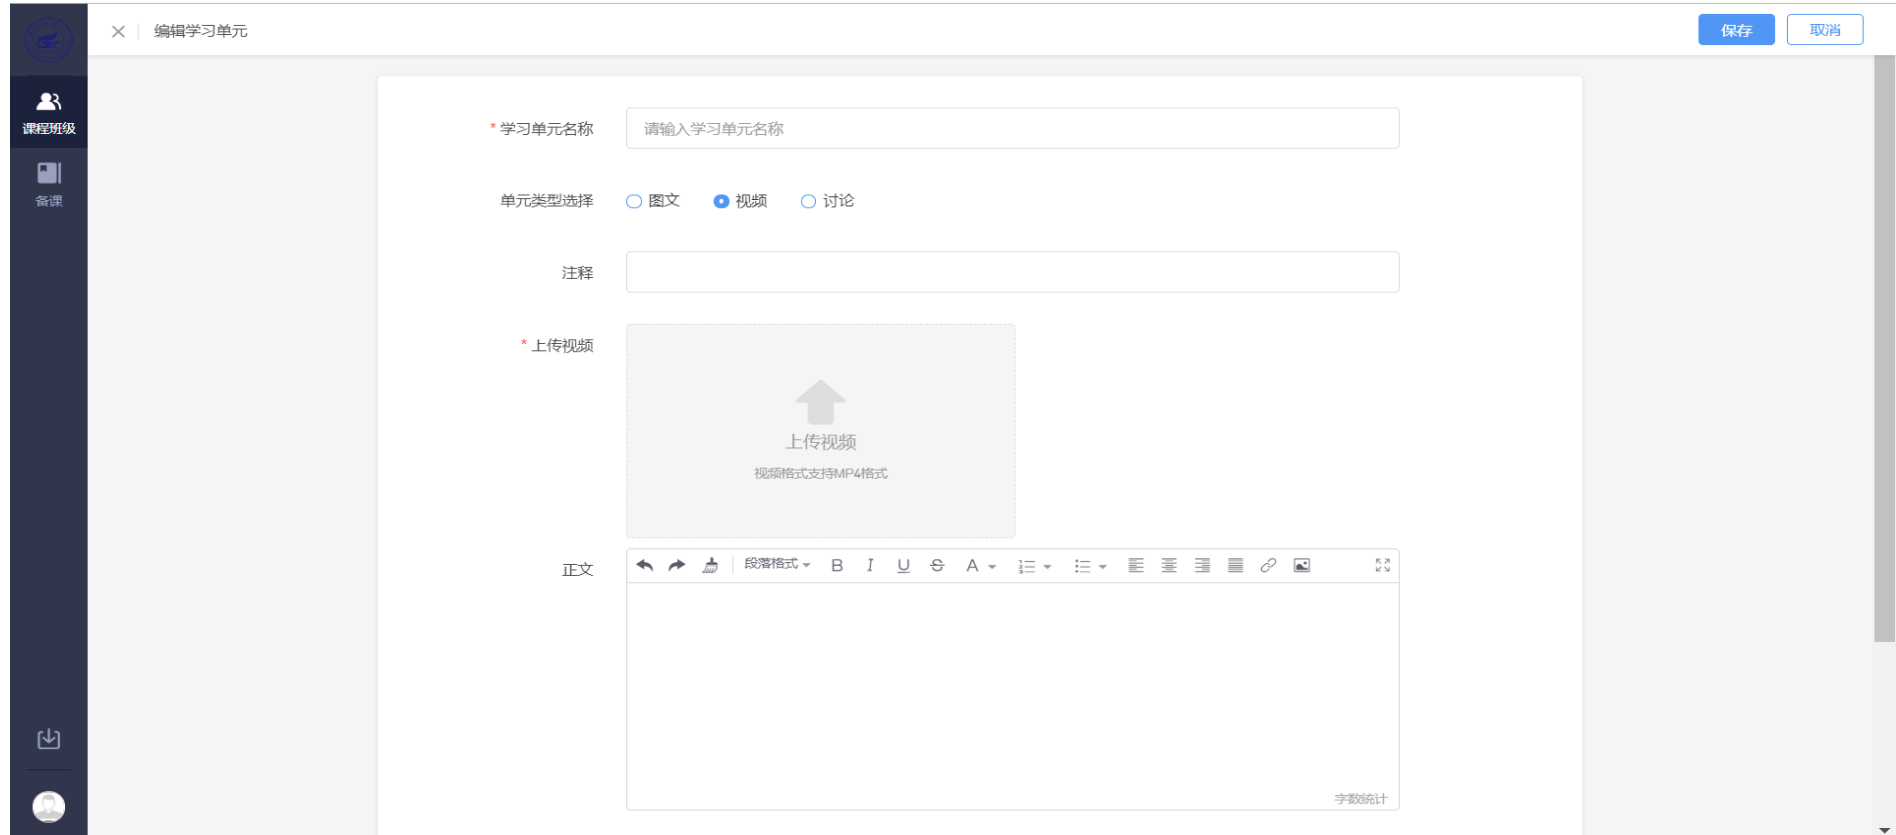 编辑学习单元
保存
取消
课程班级
备课
* 学习单元名称
请输入学习单元名称
单元类型选择
图文
视频
讨论
注释
* 上传视频
上传视频
视频格式支持MP4格式
正文
段落格式
B I U S A
字数统计